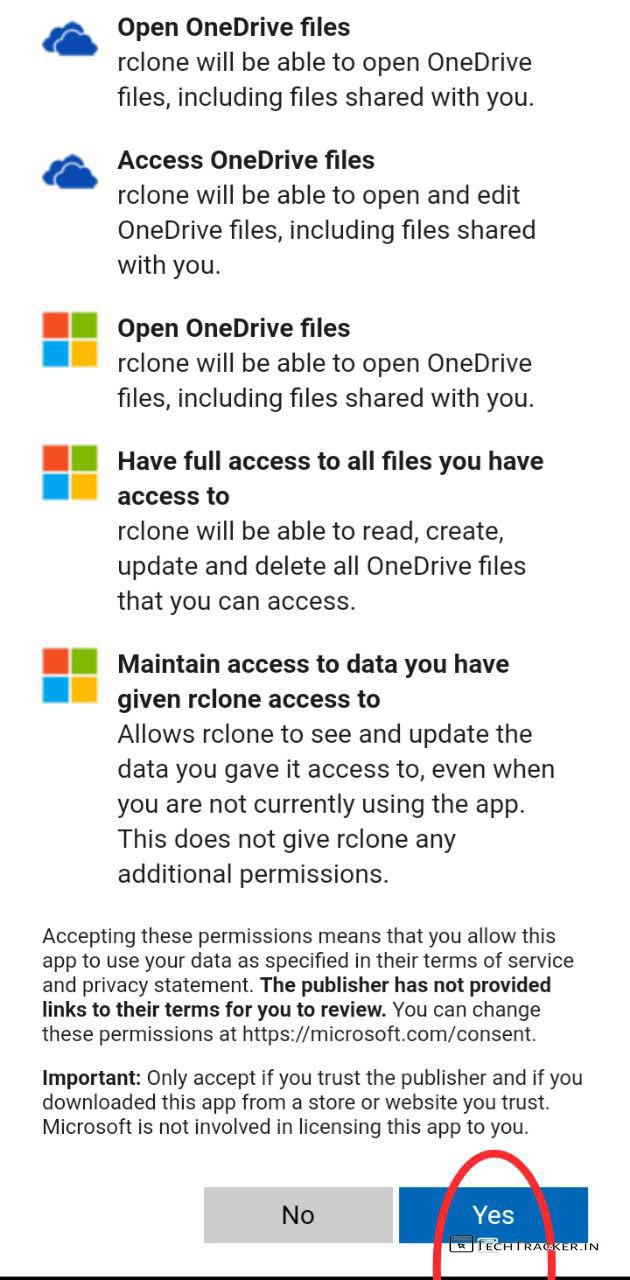 Open OneDrive files
rclone will be able to open OneDrive
files, including files shared with you.
Access OneDrive files
rclone will be able to open and edit
OneDrive files, including files shared
with you.
Open OneDrive files
rclone will be able to open OneDrive
files, including files shared with you.
Have full access to all files you have
access to
rclone will be able to read, create,
update and delete all OneDrive files
that you can access.
Maintain access to data you have
given rclone access to
Allows rclone to see and update the
data you gave it access to, even when
you are not currently using the app.
This does not give rclone any
additional permissions.
Accepting these permissions means that you allow this
app to use your data as specified in their terms of service
and privacy statement. The publisher has not provided
links to their terms for you to review. You can change
these permissions at https://microsoft.com/consent.
Important: Only accept if you trust the publisher and if you
downloaded this app from a store or website you trust.
Microsoft is not involved in licensing this app to you.
No
Yes
TECHTRACKER.IN